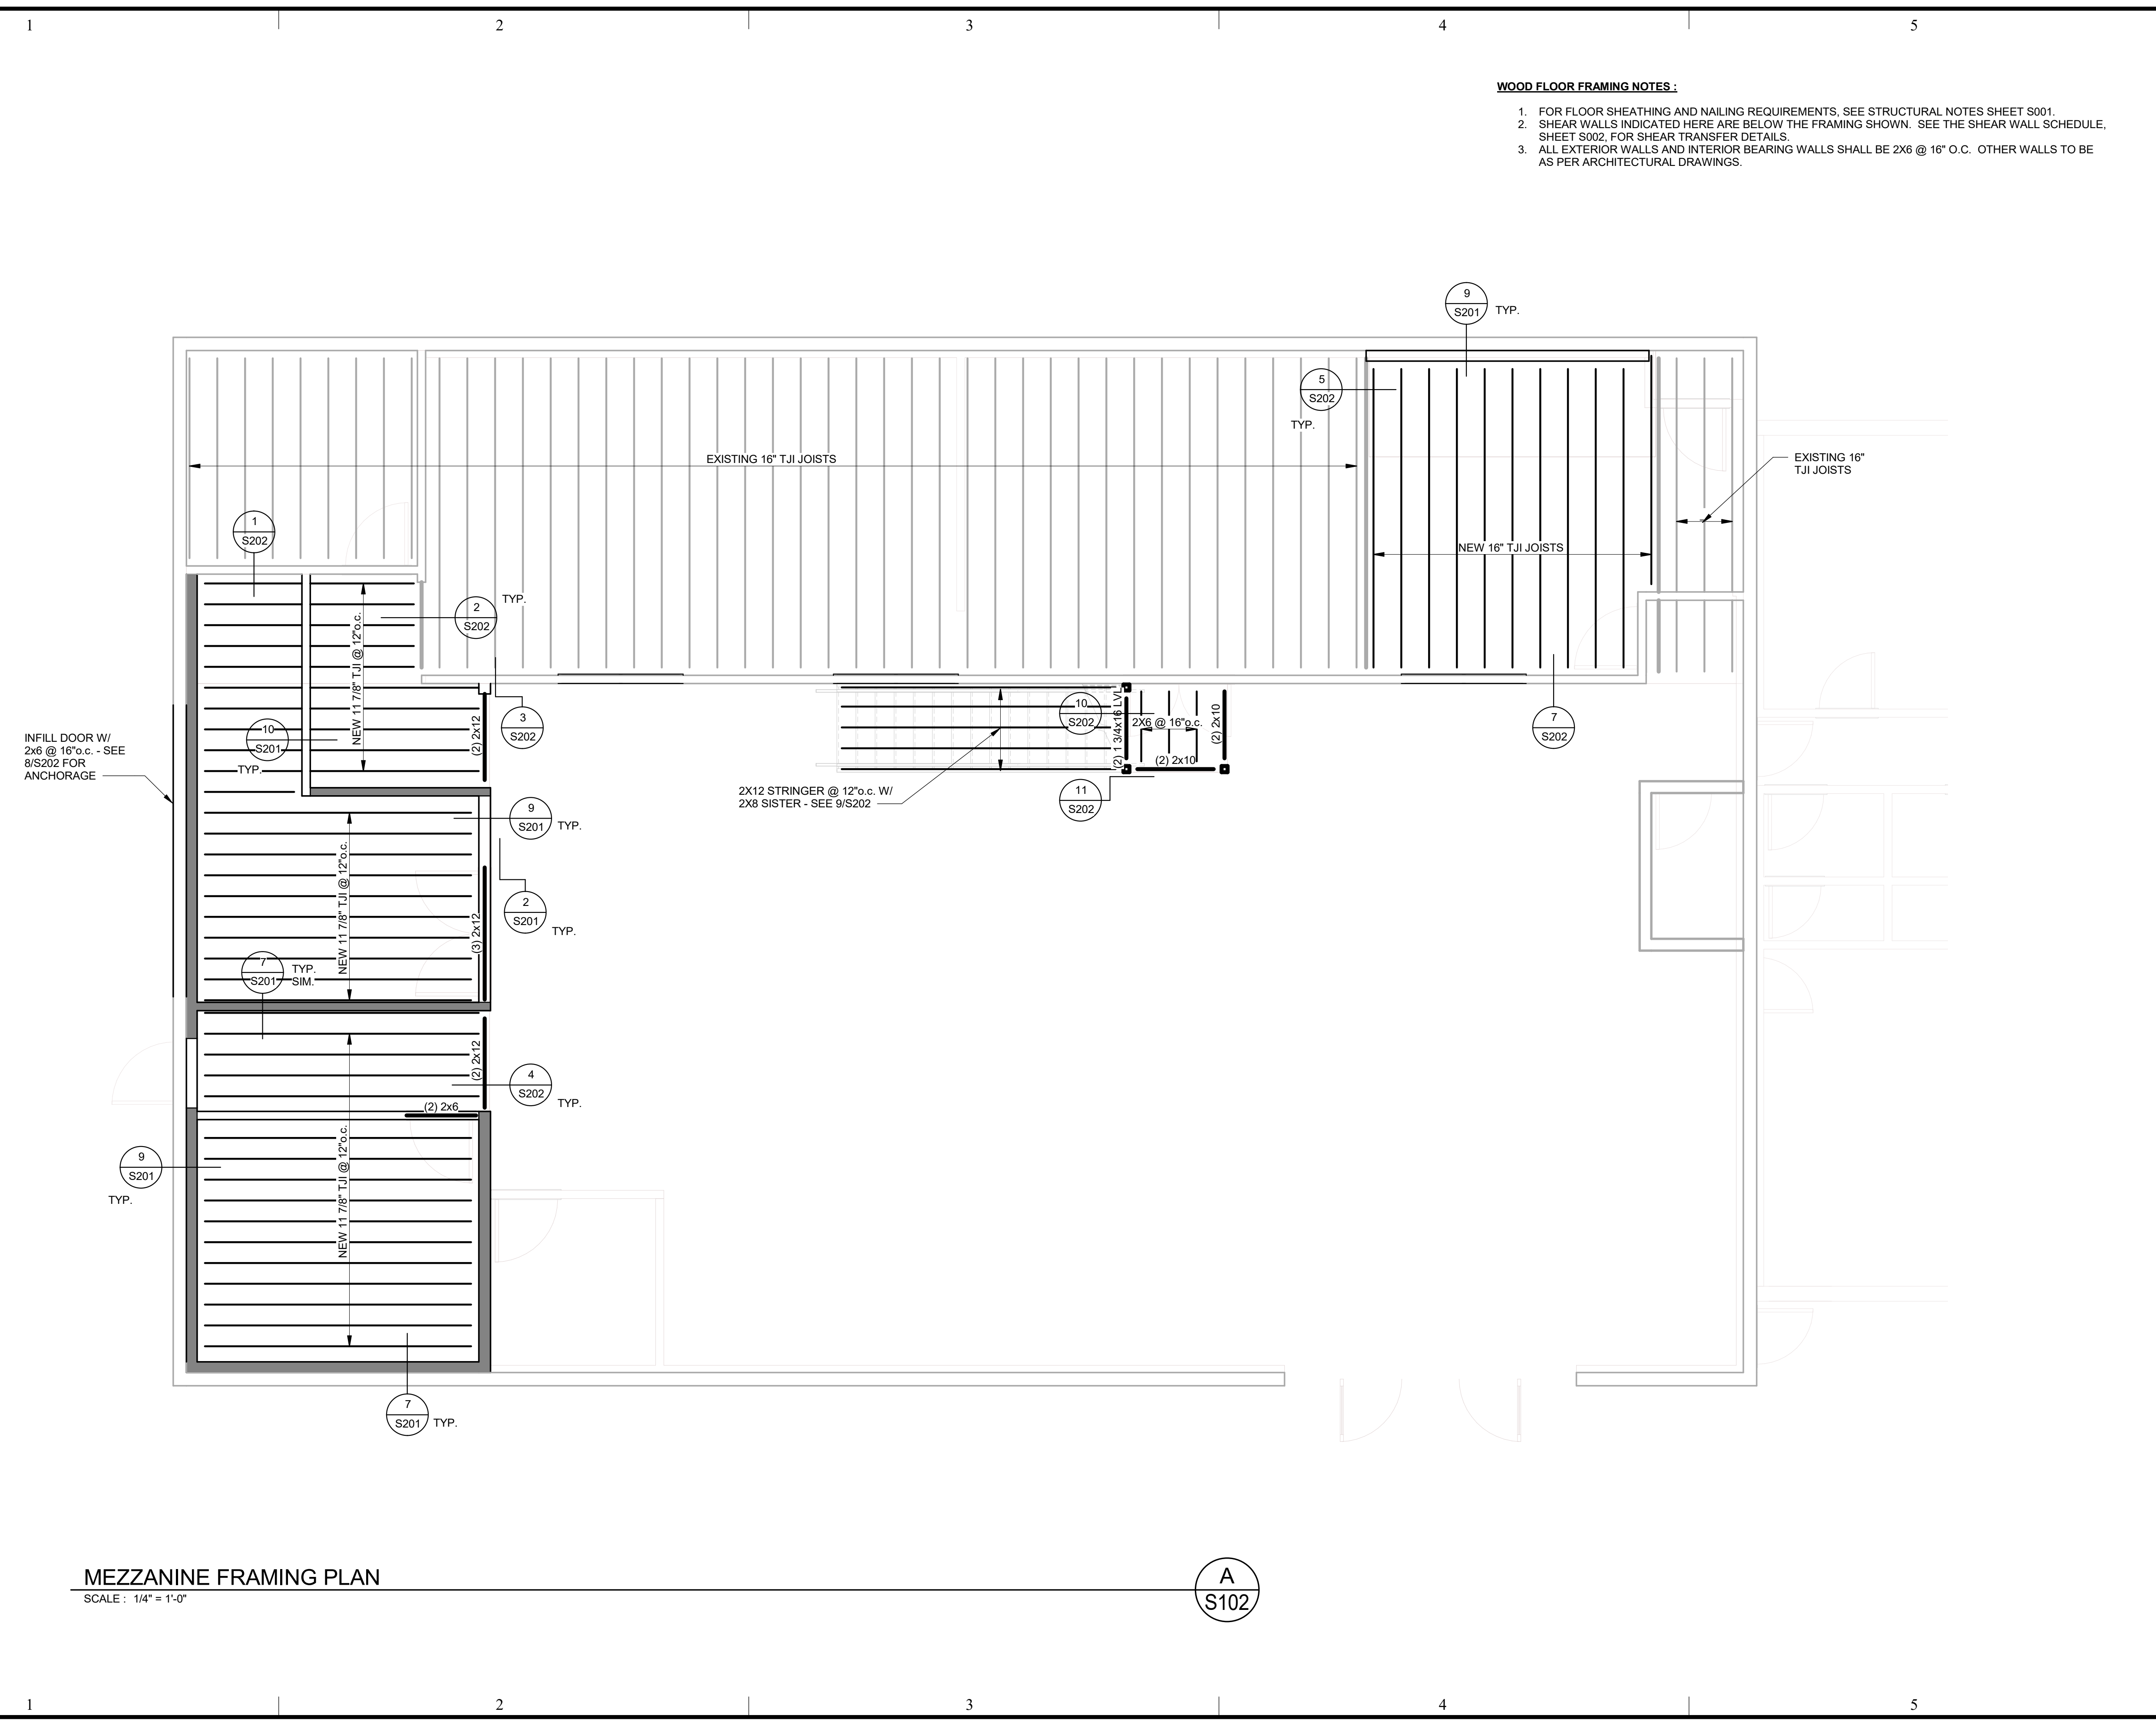 1 2 3 4 5
WOOD FLOOR FRAMING NOTES :
1. FOR FLOOR SHEATHING AND NAILING REQUIREMENTS, SEE STRUCTURAL NOTES SHEET S001.
2. SHEAR WALLS INDICATED HERE ARE BELOW THE FRAMING SHOWN. SEE THE SHEAR WALL SCHEDULE,
SHEET S002, FOR SHEAR TRANSFER DETAILS.
3. ALL EXTERIOR WALLS AND INTERIOR BEARING WALLS SHALL BE 2X6 @ 16" O.C. OTHER WALLS TO BE
AS PER ARCHITECTURAL DRAWINGS.
9
S201
TYP.
5
S202
TYP.
EXISTING 16" TJI JOISTS
EXISTING 16"
TJI JOISTS
1
S202
NEW 16" TJI JOISTS
2
S202
TYP.
NEW 11 7/8" TJI @ 12"o.c.
3
S202
(2) 2x12
10
S201
TYP.
INFILL DOOR W/
2x6 @ 16"o.c. - SEE
8/S202 FOR
ANCHORAGE
10
S202
(2) 1 3/4x16 LVL
2X6 @ 16"o.c.
(2) 2x10
(2) 2x10
7
S202
2X12 STRINGER @ 12"o.c. W/
2X8 SISTER - SEE 9/S202
11
S202
9
S201
TYP.
NEW 11 7/8" TJI @ 12"o.c.
(3) 2x12
2
S201
TYP.
7
S201
TYP.
SIM.
(2) 2x12
4
S202
TYP.
(2) 2x6
9
S201
TYP.
NEW 11 7/8" TJI @ 12"o.c.
7
S201
TYP.
MEZZANINE FRAMING PLAN
SCALE : 1/4" = 1'-0"
A
S102
1 2 3 4 5